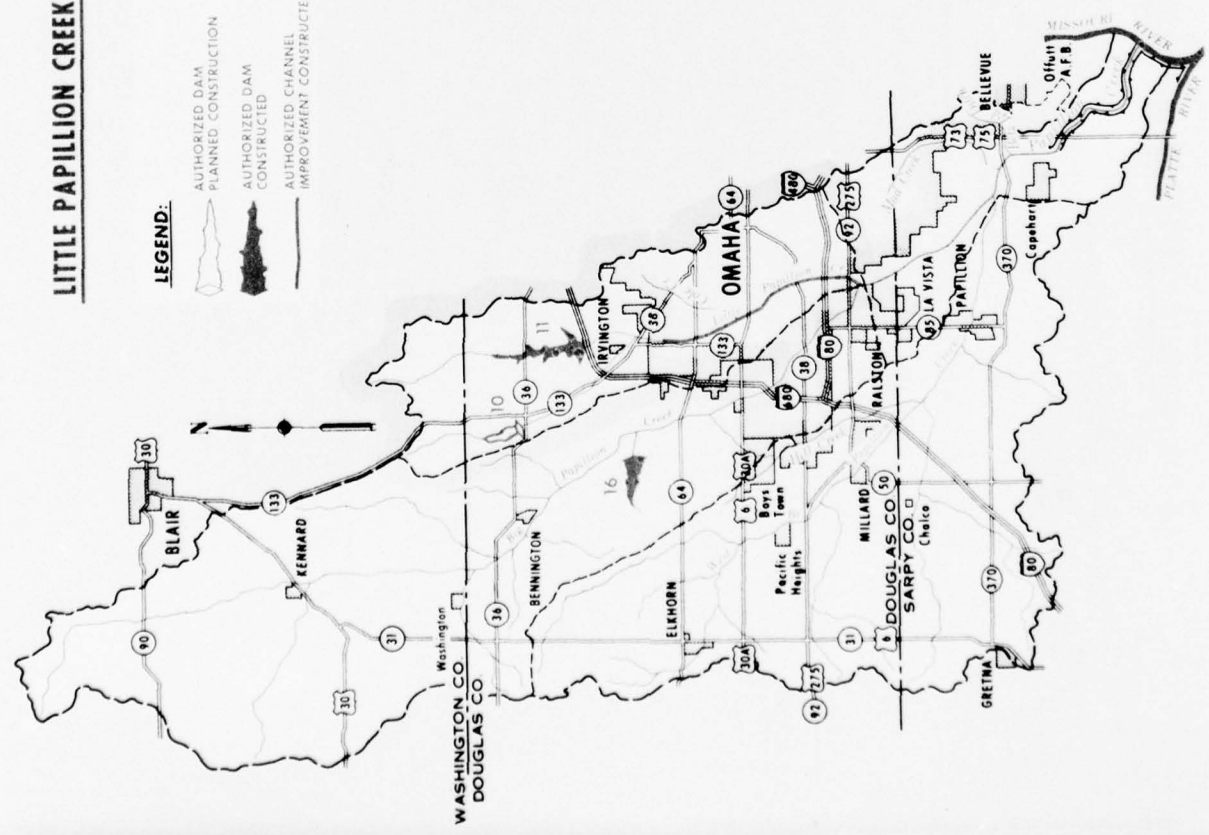 LITTLE PAPILLION CREEK
LEGEND:
AUTHORIZED DAM
PLANNED CONSTRUCTION
AUTHORIZED DAM
CONSTRUCTED
AUTHORIZED CHANNEL
IMPROVEMENT CONSTRUCTE
N
30
BLAIR
90
133
KENNARD
31
30
Washington
WASHINGTON CO.
DOUGLAS CO.
36
36
10
11
133
BENNINGTON
Big
Papillion
Creek
16
IRVINGTON
38
ELKHORN
64
133
OMAHA
64
480
30A
6
30A
Boys
Town
680
38
80
92
275
Pacific
Heights
92
275
31
6
MILLARD
50
RALSTON
DOUGLAS CO.
SARPY CO.
Chalco
LA VISTA
85
PAPILLION
370
370
80
GRETNA
Capehart
73
75
BELLEVUE
Offutt
A.F.B.
MISSOURI RIVER
PLATTE RIVER
Little
Papillion